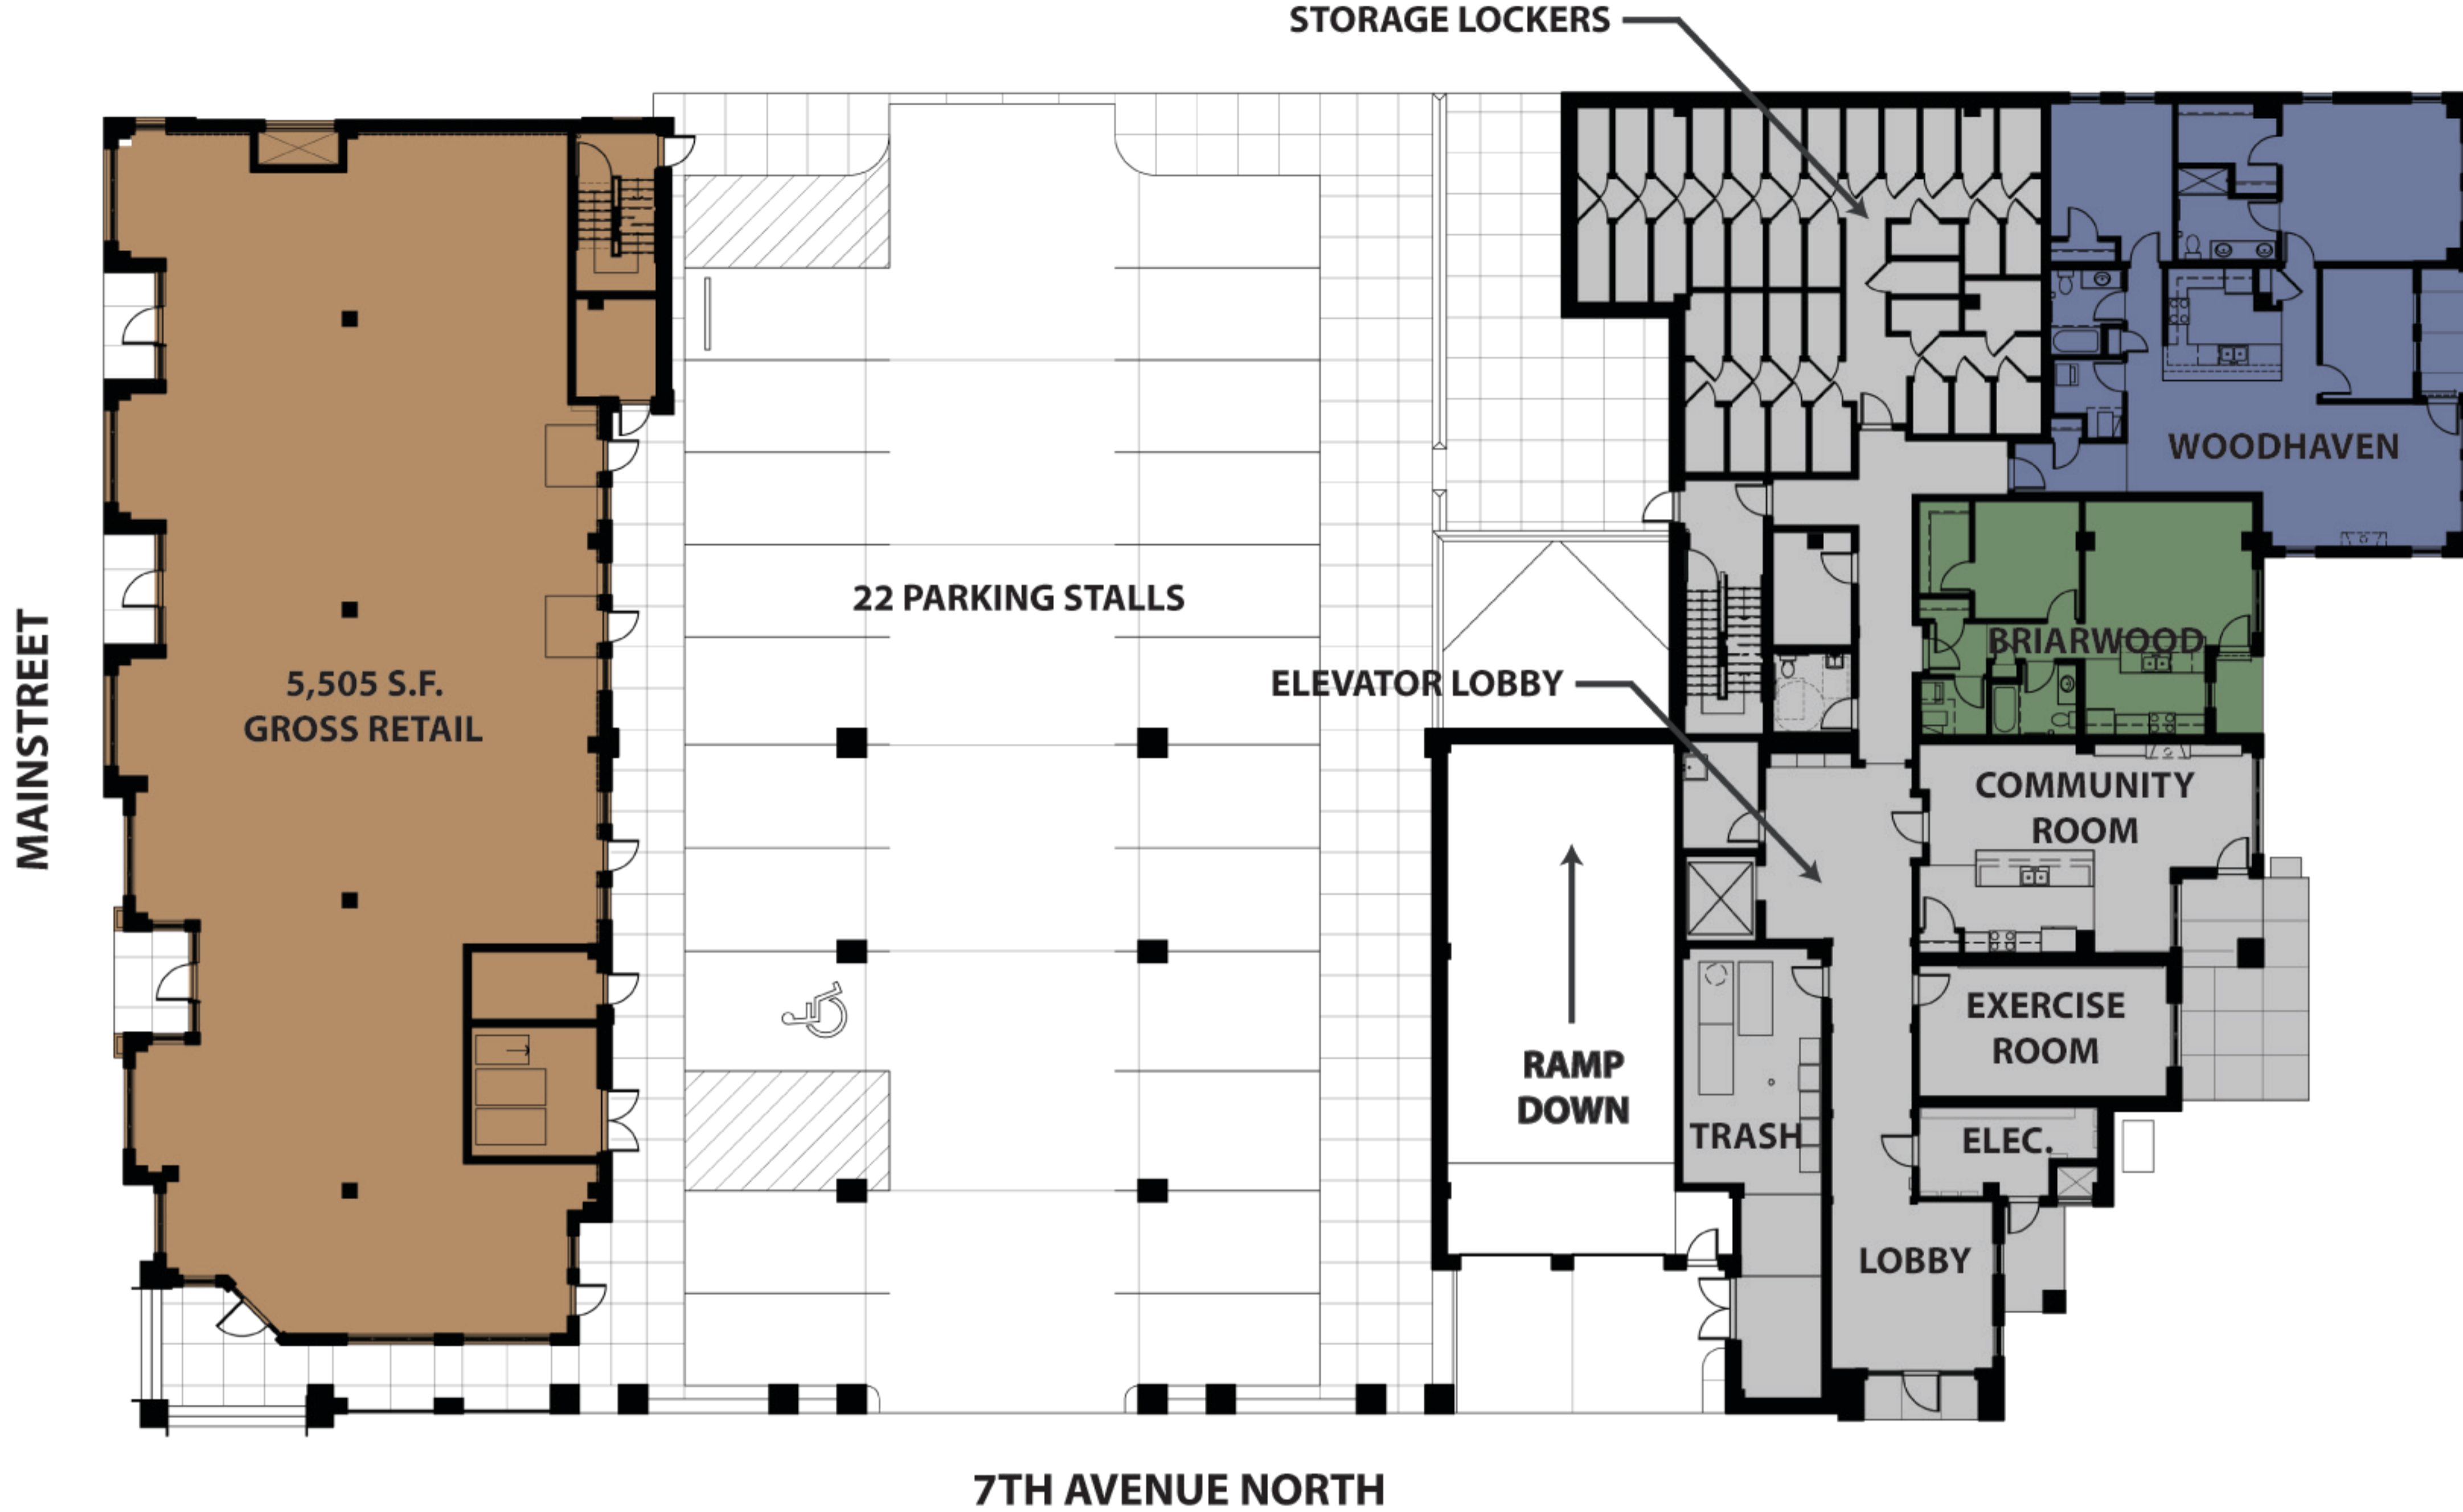 STORAGE LOCKERS
WOODHAVEN
22 PARKING STALLS
BRIARWOOD
MAINSTREET
5,505 S.F.
GROSS RETAIL
ELEVATOR LOBBY
COMMUNITY
ROOM
EXERCISE
ROOM
RAMP
DOWN
TRASH
ELEC.
LOBBY
7TH AVENUE NORTH